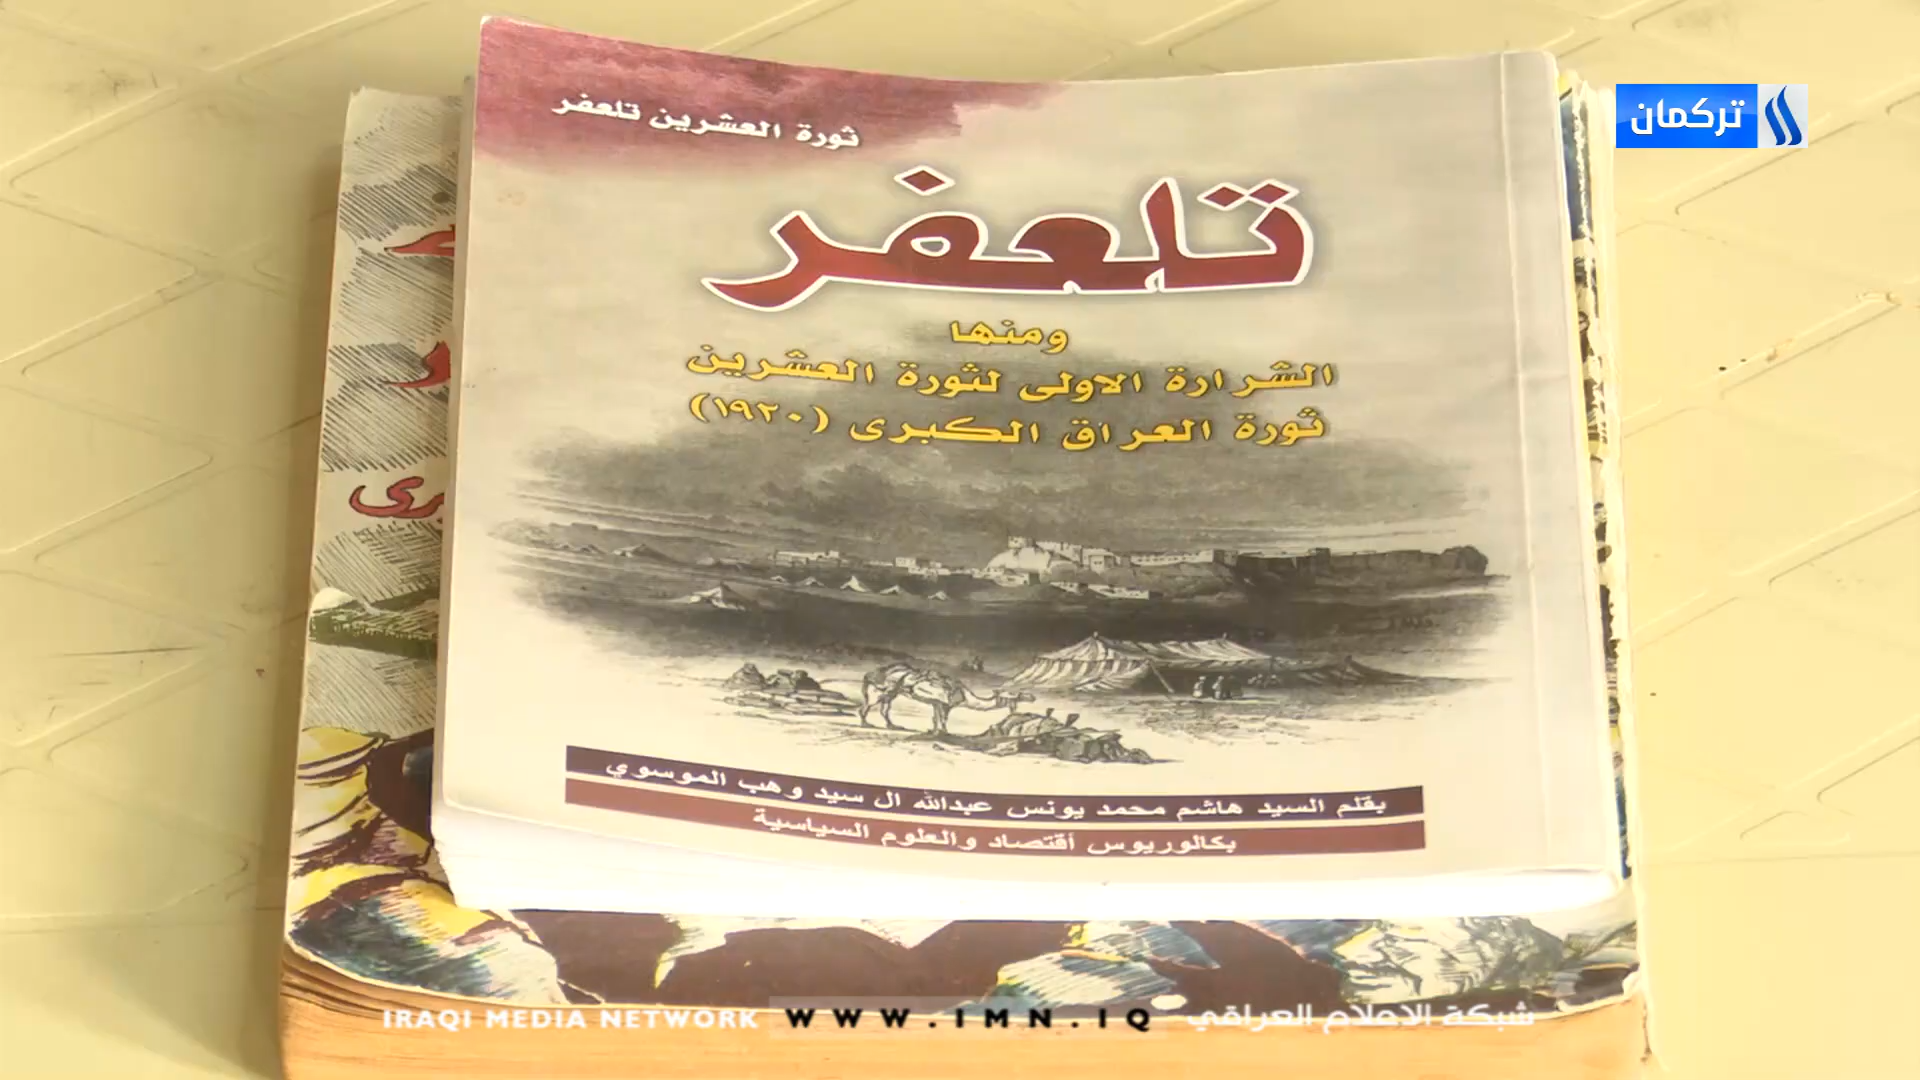 تركمان
ثورة العشرين تلعفر
تلعفر
ومنها
الشرارة الاولى لثورة العشرين
ثورة العراق الكبرى (١٩٢٠)
بقلم السيد هاشم محمد يونس عبدالله ال سيد وهب الموسوي
بكالوريوس أقتصاد والعلوم السياسية
IRAQI MEDIA NETWORK WWW.IMN.IQ شبكة الاعلام العراقي